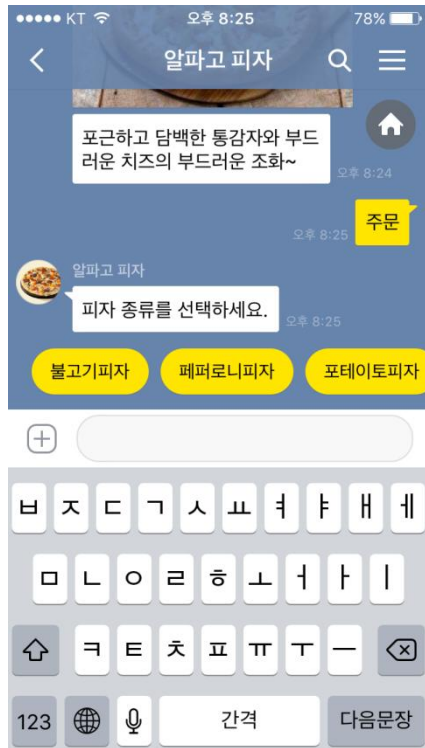 KT 오후 8:25 78%
알파고 피자
포근하고 담백한 통감자와 부드
러운 치즈의 부드러운 조화~
오후 8:24
주문
오후 8:25
알파고 피자
피자 종류를 선택하세요.
오후 8:25
불고기피자 페퍼로니피자 포테이토피자
ㅂ ㅈ ㄷ ㄱ ㅅ ㅛ ㅕ ㅑ ㅐ ㅔ
ㅁ ㄴ ㅇ ㄹ ㅎ ㅗ ㅓ ㅏ ㅣ
ㅋ ㅌ ㅊ ㅍ ㅠ ㅜ ㅡ
123 간격 다음문장